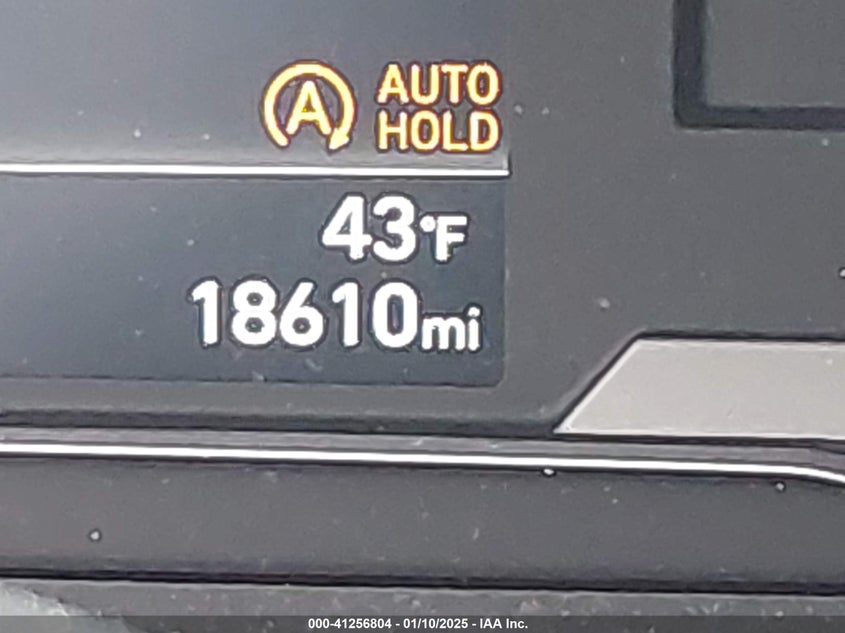 A AUTO
HOLD
43°F
18610mi
000-41256804 - 01/10/2025 - IAA Inc.